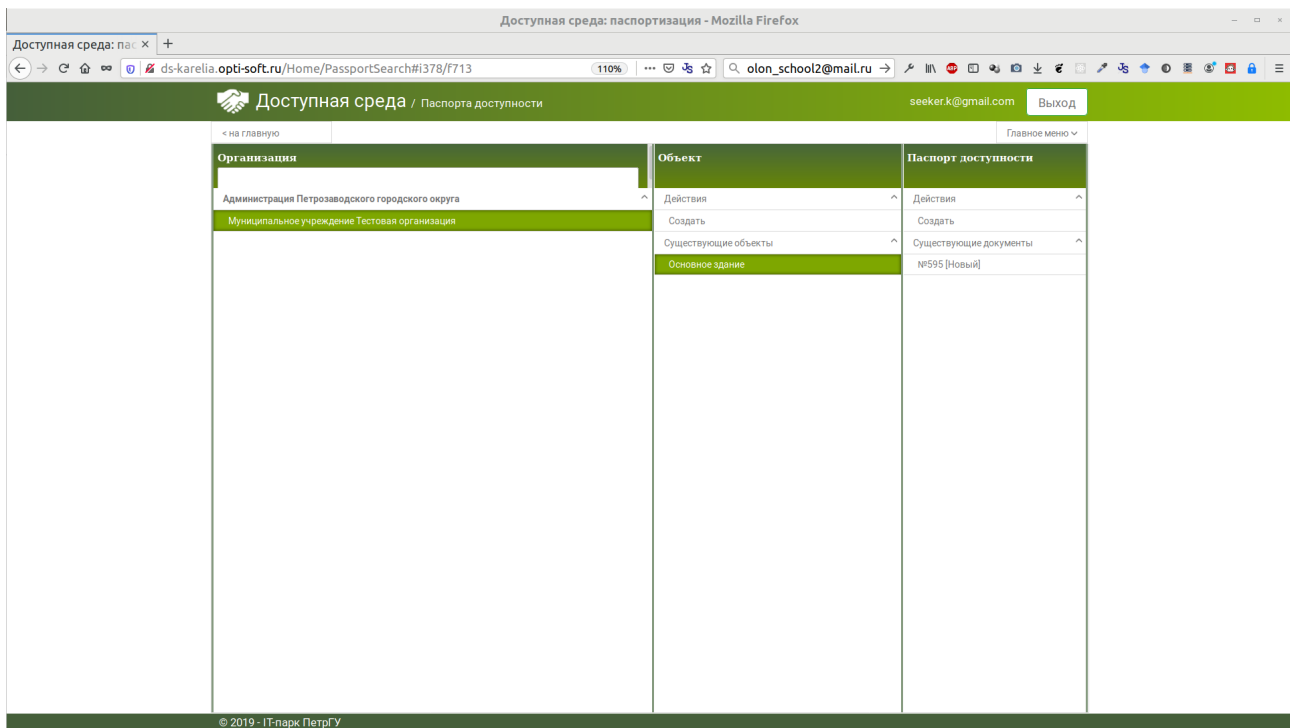 Доступная среда: паспортизация - Mozilla Firefox
Доступная среда: пас
ds-karelia.opti-soft.ru/Home/PassportSearch#i378/f713 110% olon_school2@mail.ru
Доступная среда / Паспорта доступности seeker.k@gmail.com Выход
< на главную Главное меню
Организация Объект Паспорт доступности
Администрация Петрозаводского городского округа Действия Действия
Муниципальное учреждение Тестовая организация Создать Создать
Существующие объекты Существующие документы
Основное здание №595 [Новый]
© 2019 - IT-парк ПетрГУ